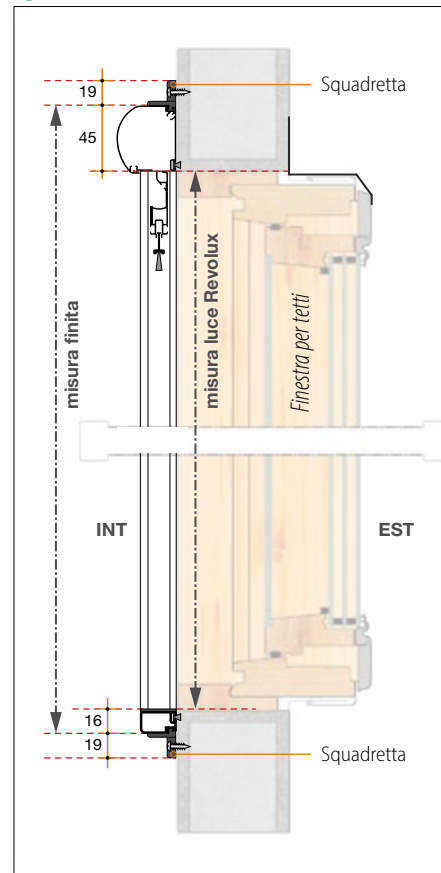 19
Squadretta
45
misura finita
misura luce Revolux
Finestra per tetti
INT
EST
16
19
Squadretta